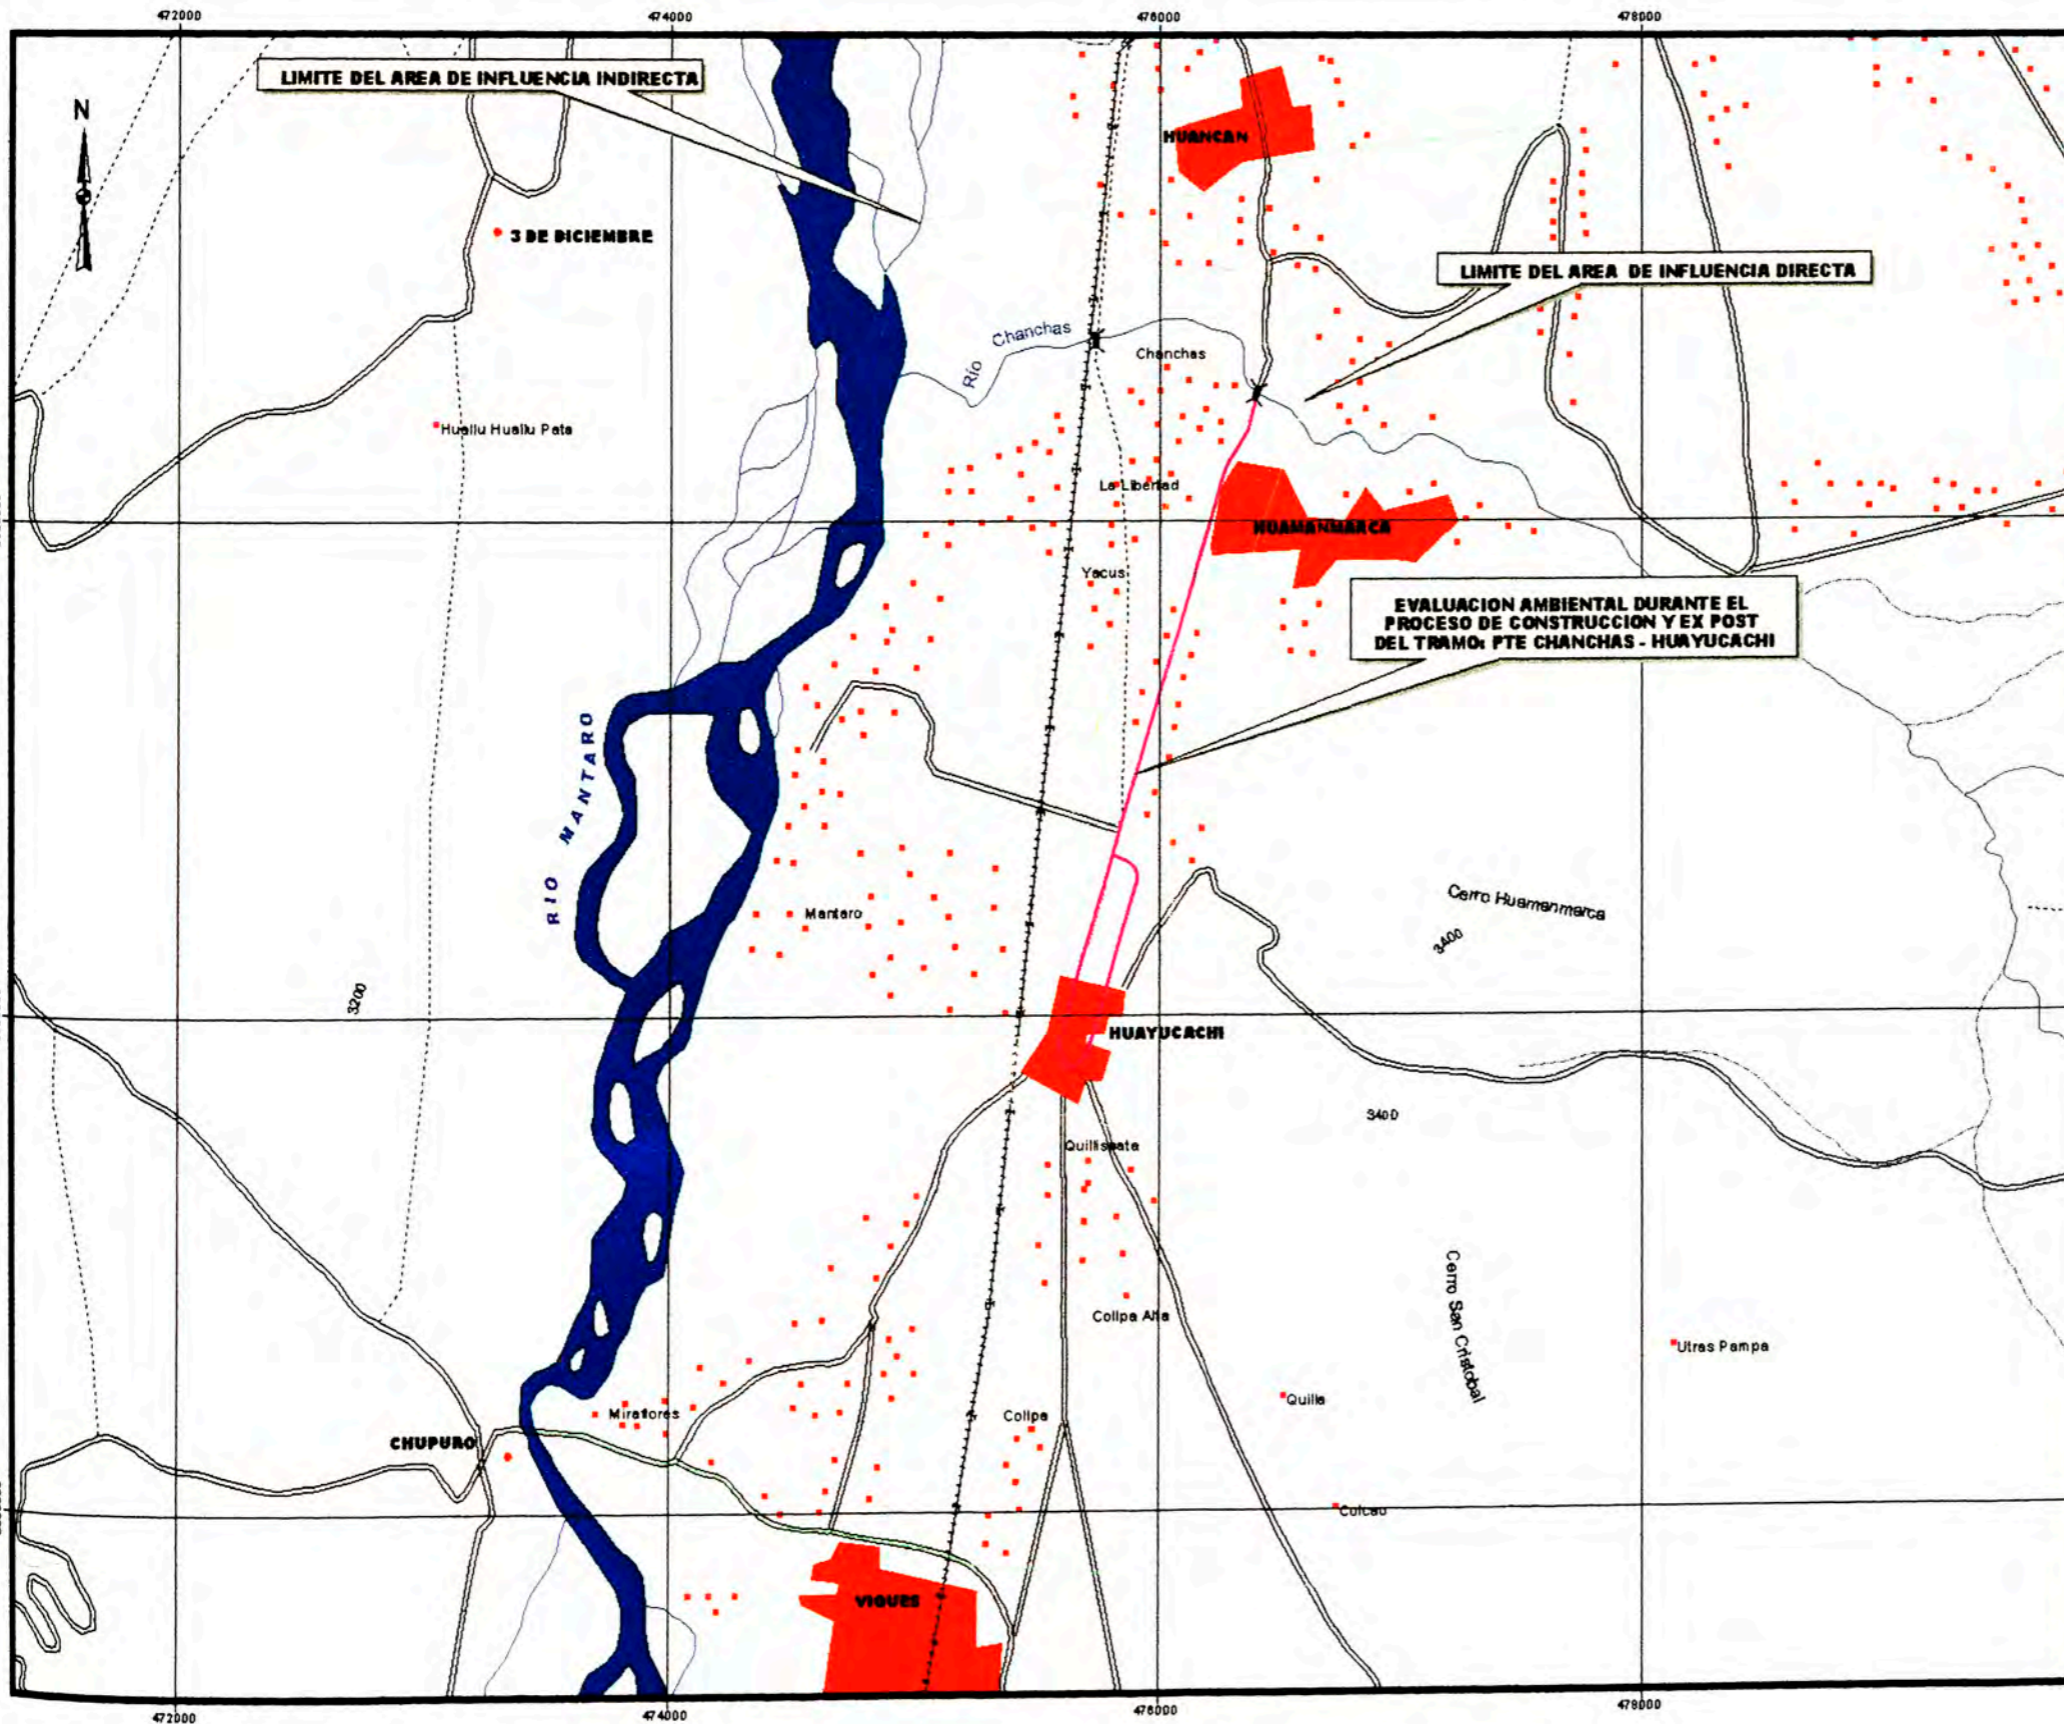 472000
474000
476000
478000
LIMITE DEL AREA DE INFLUENCIA INDIRECTA
N
HUANCAN
3 DE DICIEMBRE
LIMITE DEL AREA DE INFLUENCIA DIRECTA
Río Chanchas
Chanchas
Huallu Huallu Pata
La Libertad
HUAMANMARCA
Yacus
EVALUACION AMBIENTAL DURANTE EL
PROCESO DE CONSTRUCCION Y EX POST
DEL TRAMO: PTE CHANCHAS - HUAYUCACHI
RIO MANTARO
Mantaro
Cerro Huamanmarca
3400
3200
HUAYUCACHI
3400
Quillispata
Cerro San Cristobal
Collpa Alta
Utras Pampa
Quilla
Miraflores
Collpa
CHUPURO
Culcau
VIQUES
472000
474000
476000
478000